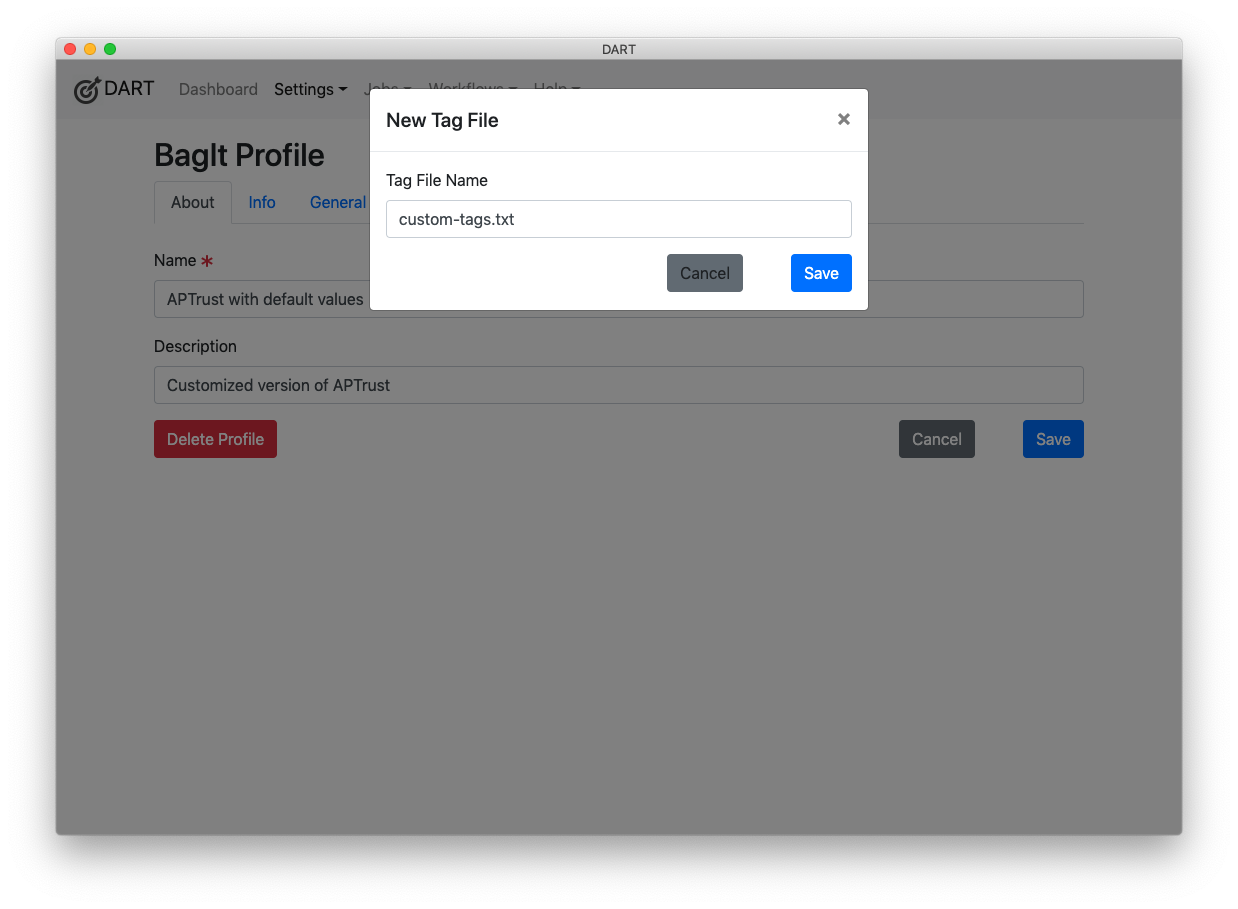 DART
DART Dashboard Settings Jobs Workflows Help
New Tag File ×
BagIt Profile
Tag File Name
About Info General
custom-tags.txt
Name *
Cancel Save
APTrust with default values
Description
Customized version of APTrust
Delete Profile Cancel Save